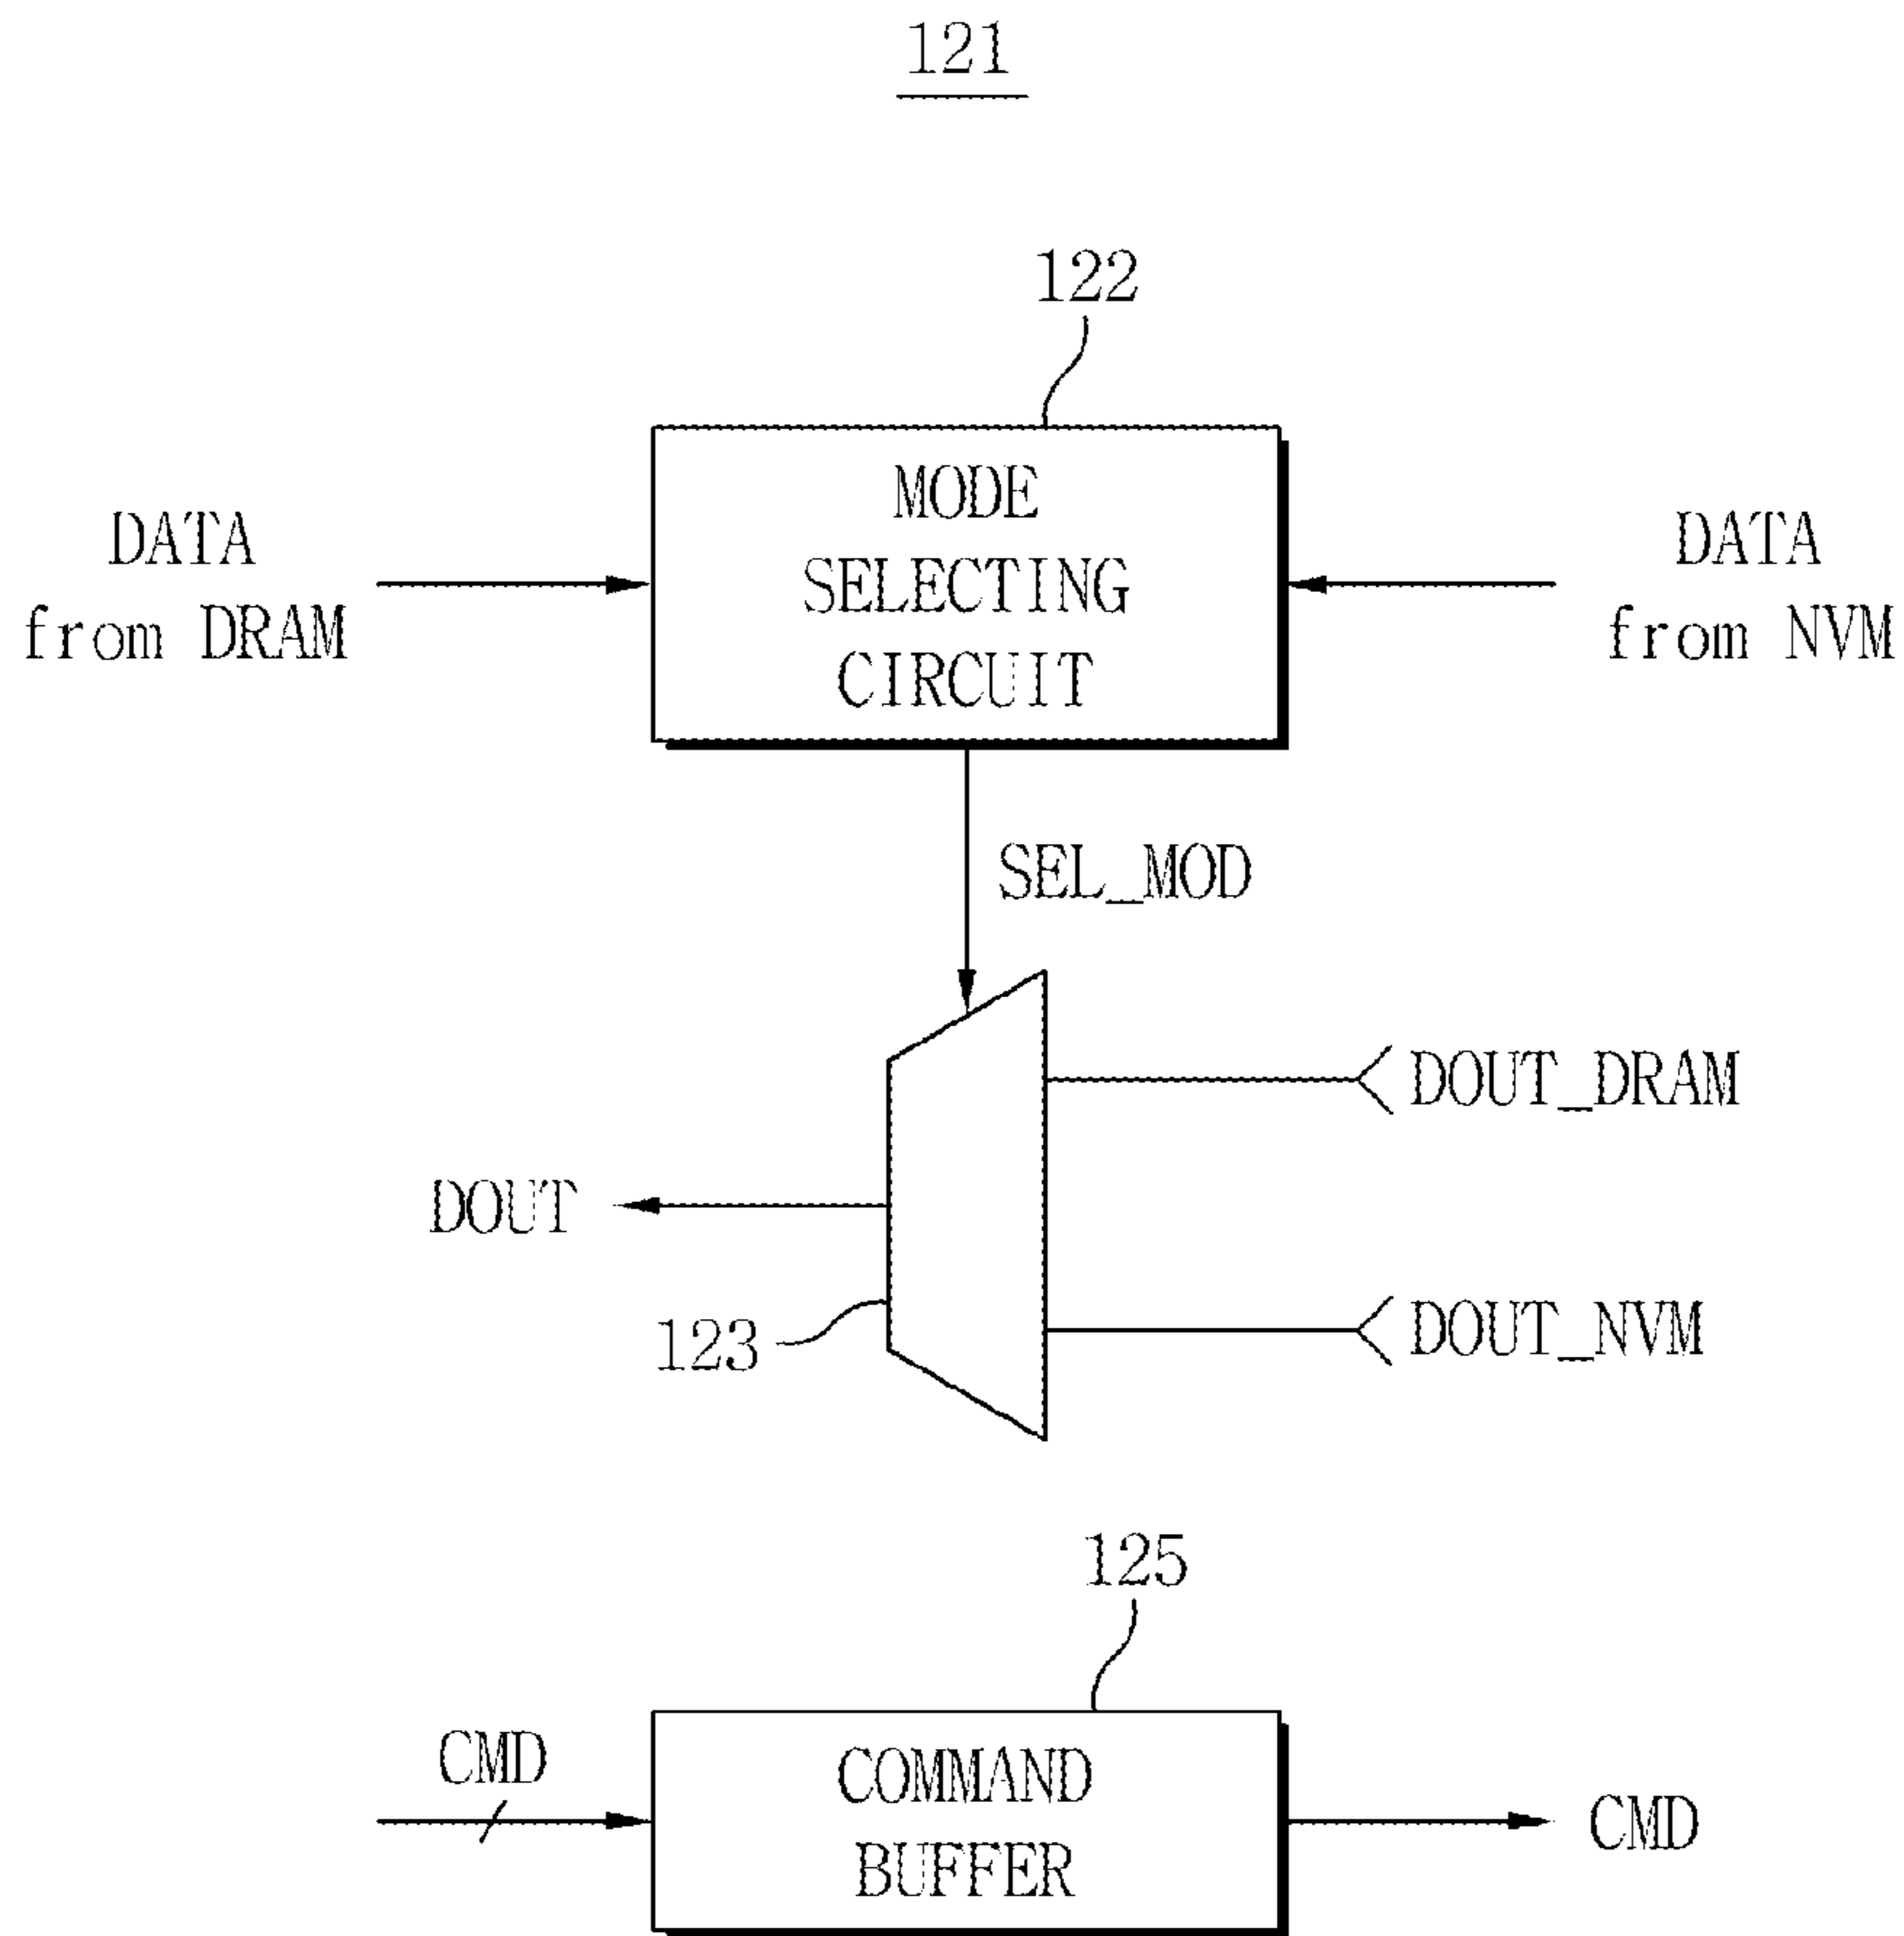 121
122
MODE
SELECTING
CIRCUIT
DATA
from DRAM
DATA
from NVM
SEL_MOD
DOUT_DRAM
DOUT
DOUT_NVM
123
125
CMD
COMMAND
BUFFER
CMD